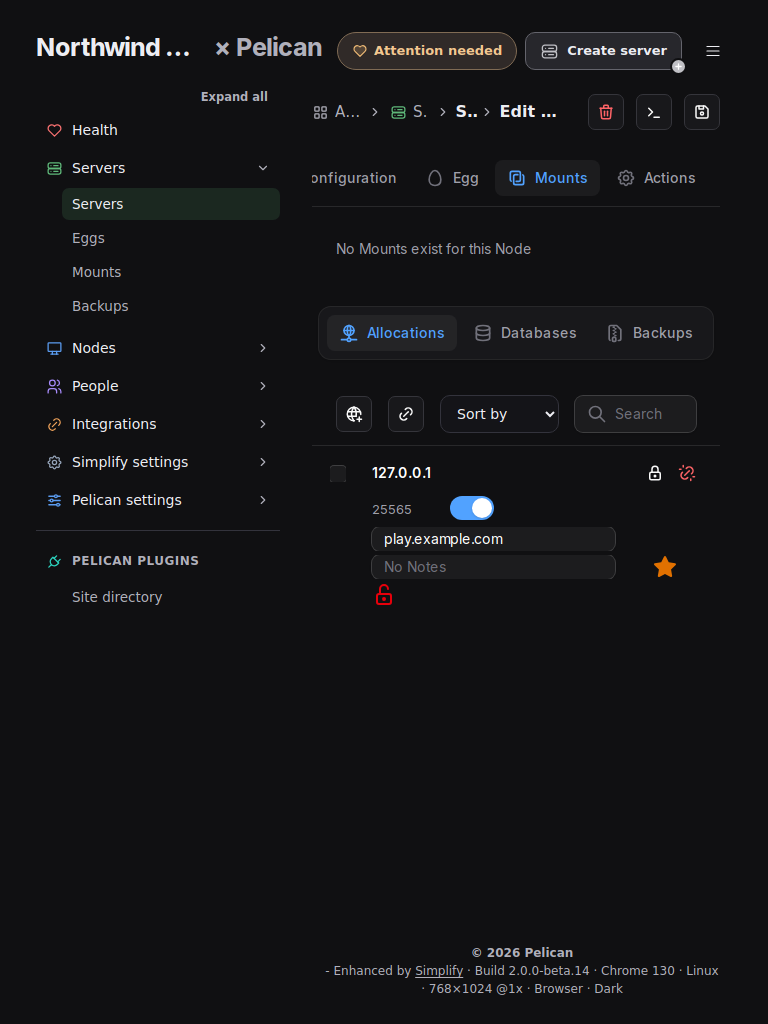 Northwind ... × Pelican
Attention needed
Create server
Expand all
Health
Servers
Servers
Eggs
Mounts
Backups
Nodes
People
Integrations
Simplify settings
Pelican settings
PELICAN PLUGINS
Site directory
A... > S. > S.. > Edit ...
onfiguration Egg Mounts Actions
No Mounts exist for this Node
Allocations Databases Backups
Sort by Search
127.0.0.1
25565
play.example.com
No Notes
© 2026 Pelican
- Enhanced by Simplify · Build 2.0.0-beta.14 · Chrome 130 · Linux
· 768×1024 @1x · Browser · Dark